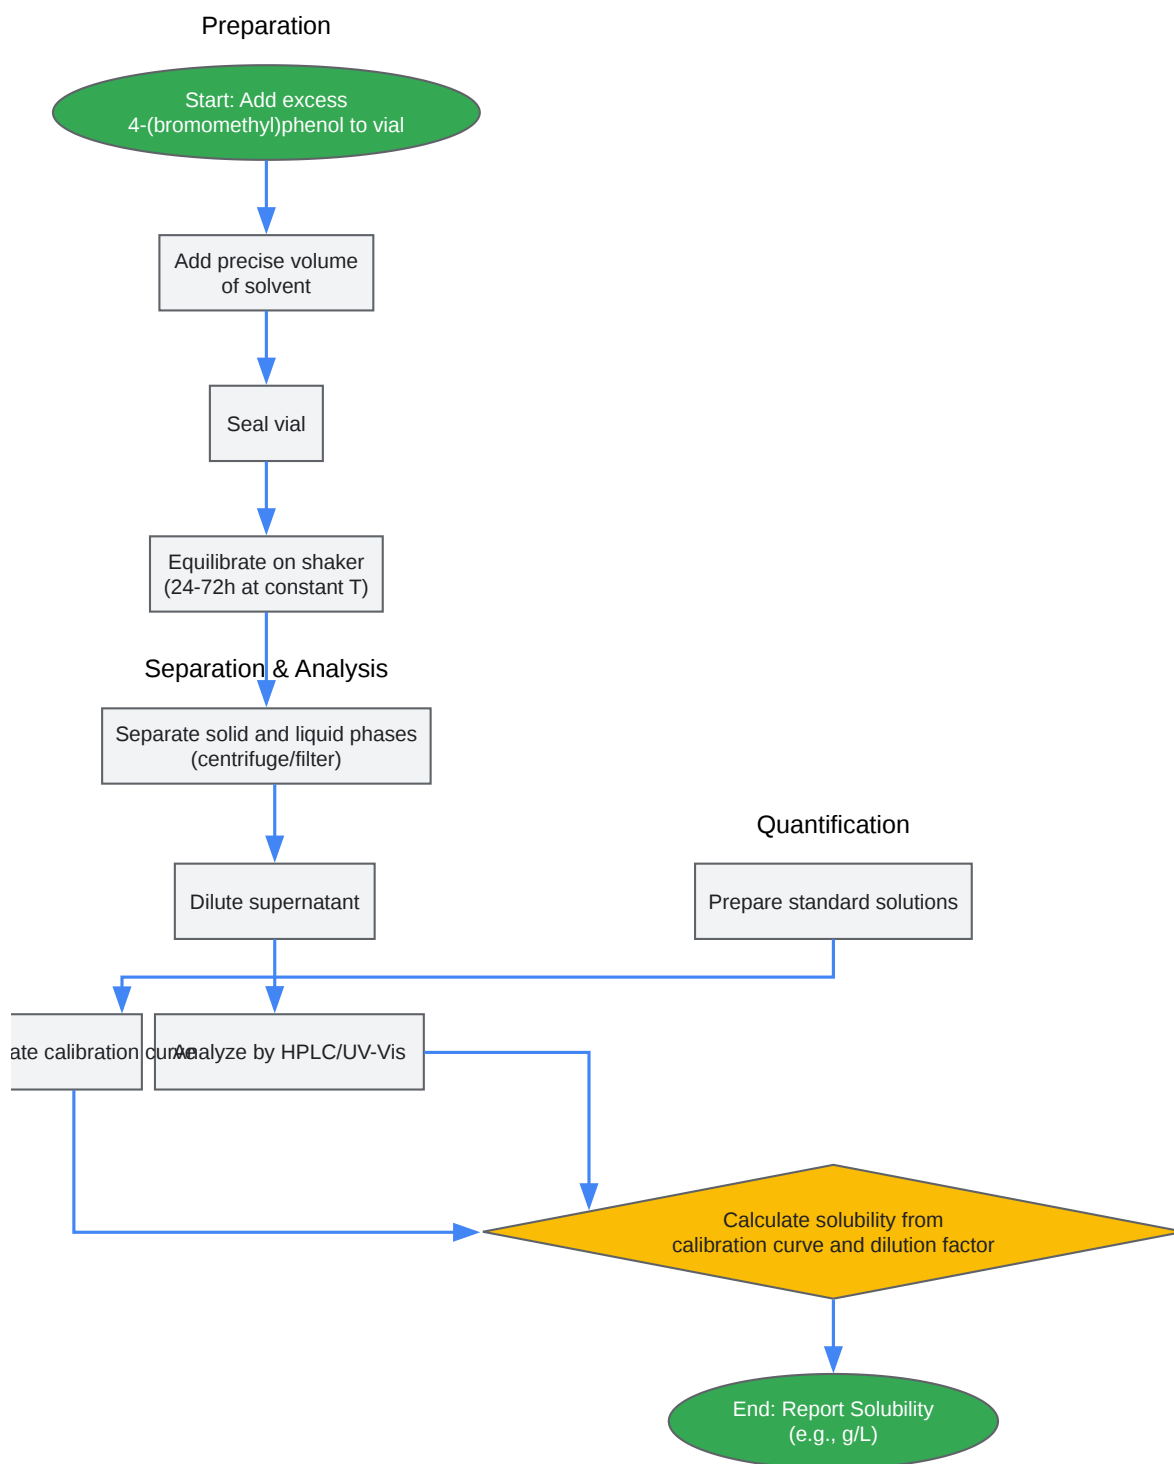 Preparation
Start: Add excess
4-(bromomethyl)phenol to vial
Add precise volume
of solvent
Seal vial
Equilibrate on shaker
(24-72h at constant T)
Separation & Analysis
Separate solid and liquid phases
(centrifuge/filter)
Quantification
Dilute supernatant
Prepare standard solutions
calibration curve
Analyze by HPLC/UV-Vis
Calculate solubility from
calibration curve and dilution factor
End: Report Solubility
(e.g., g/L)